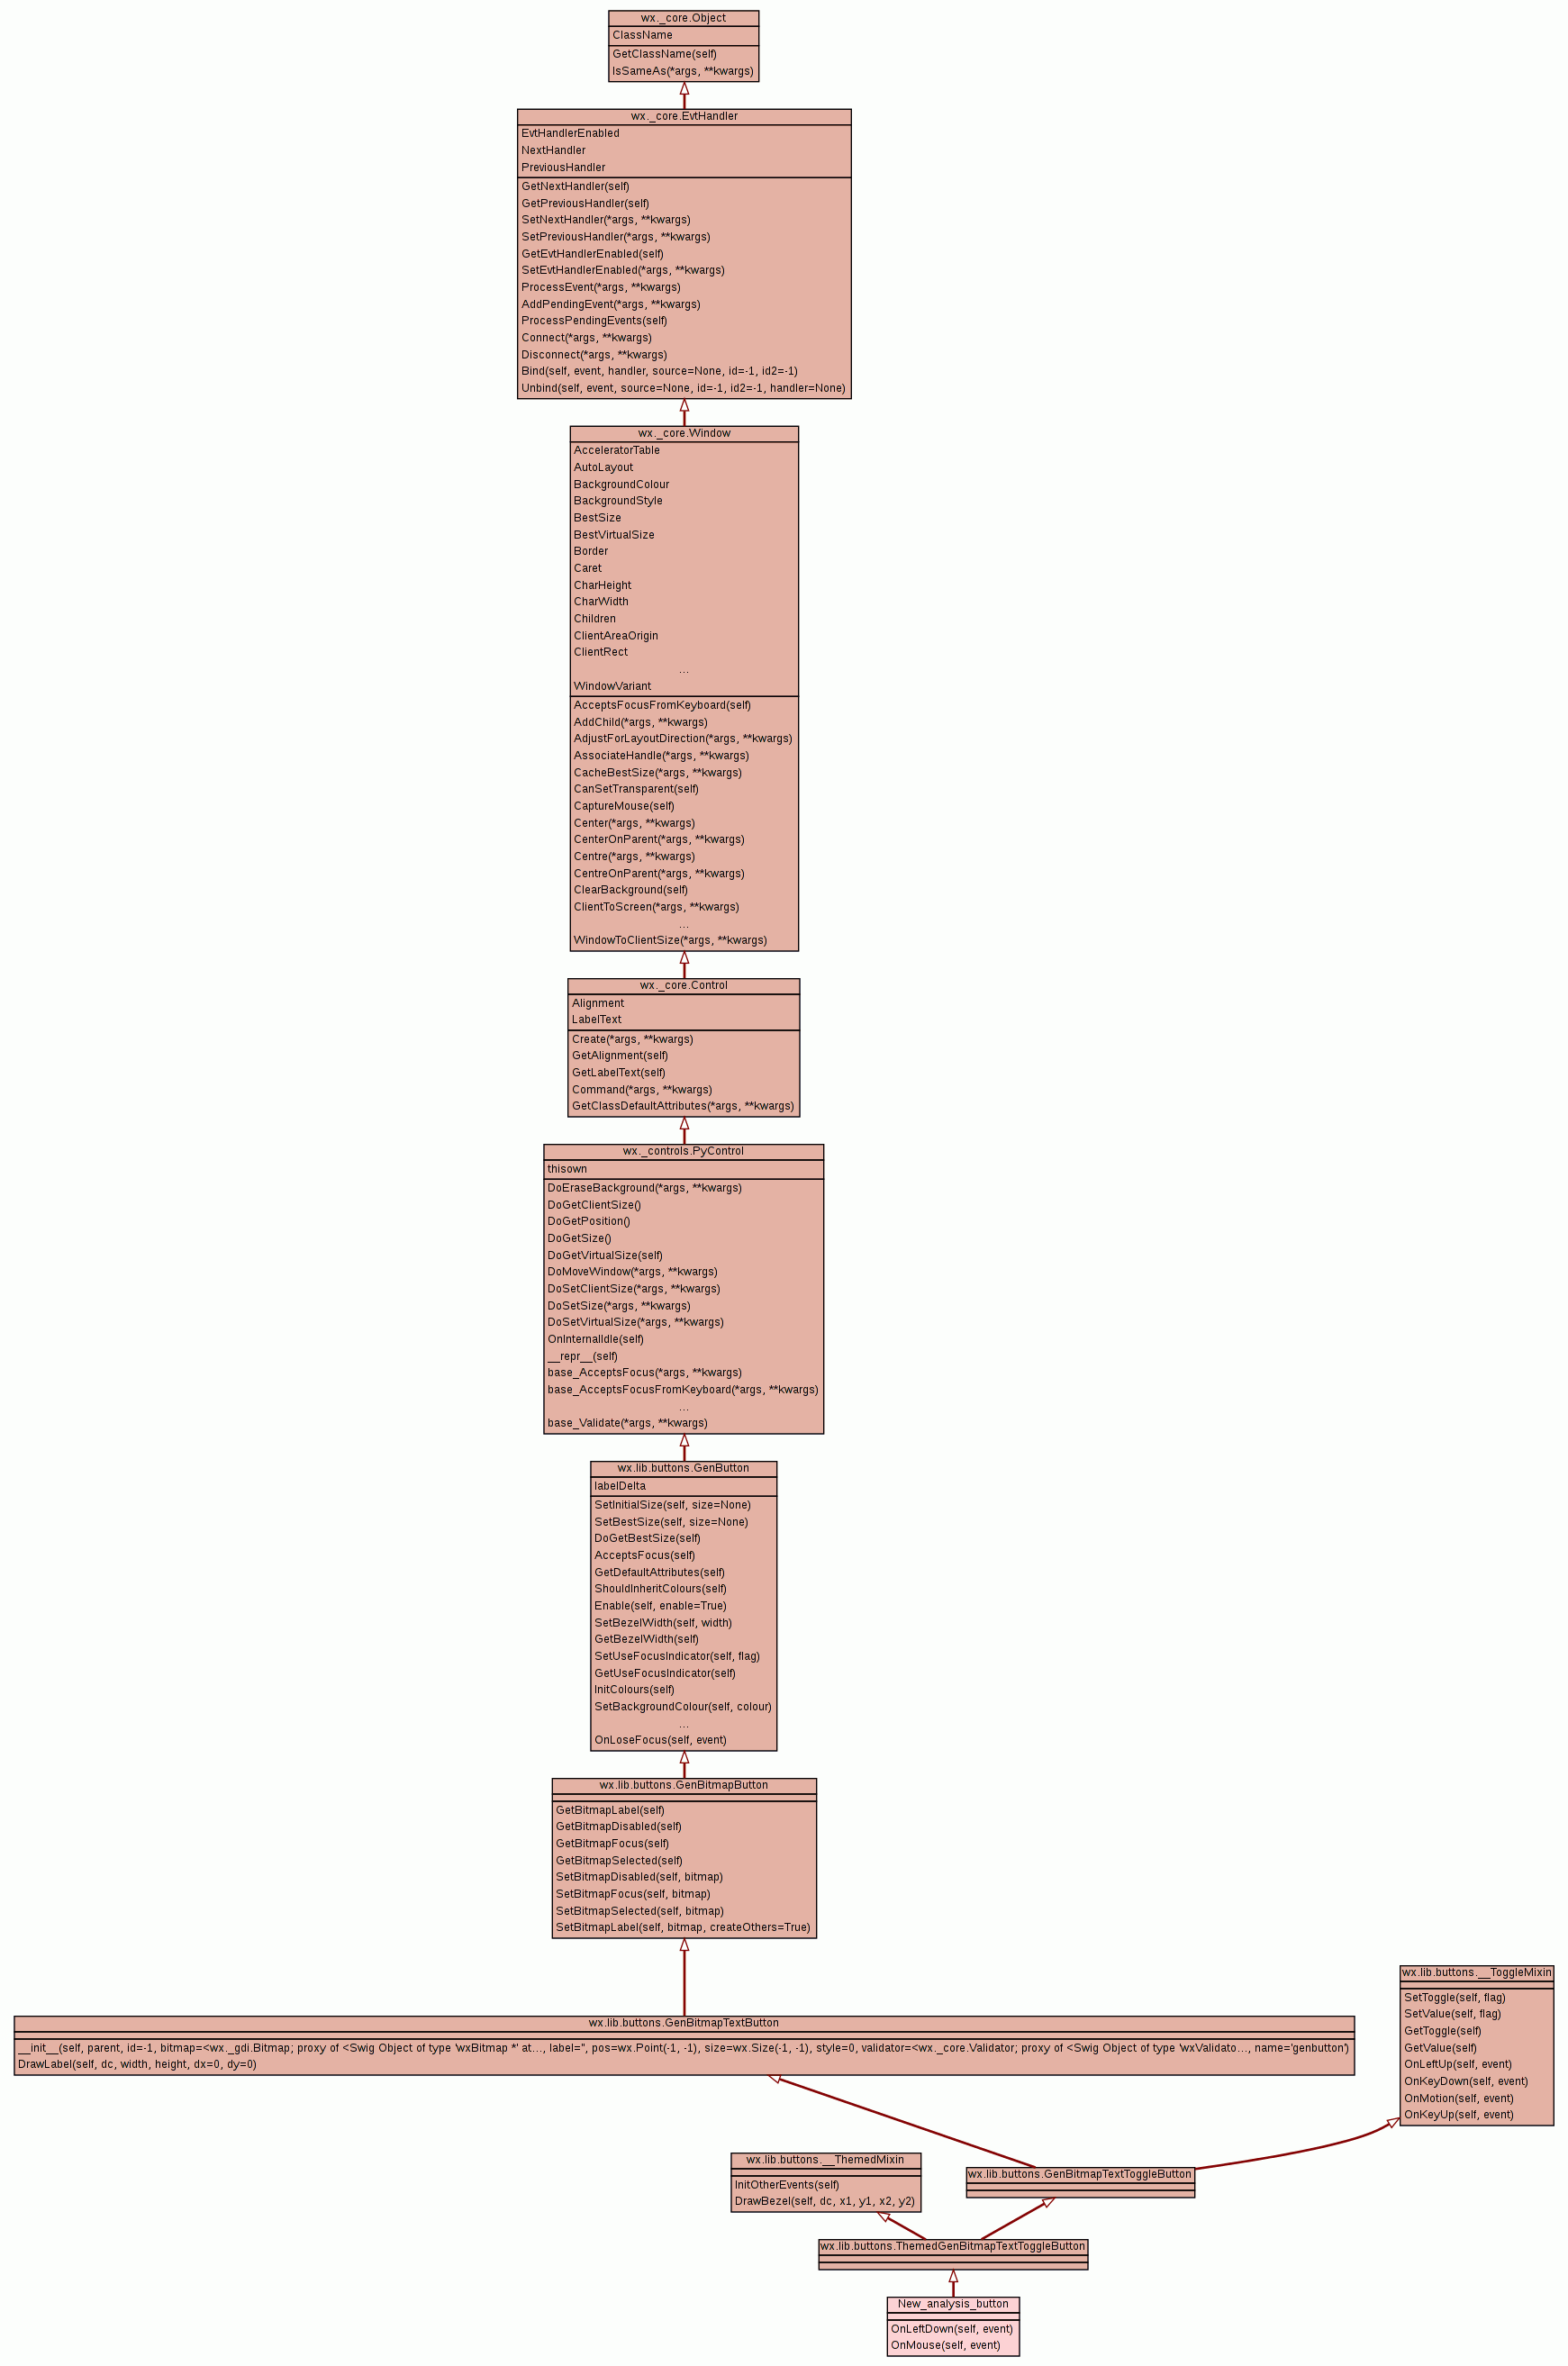 wx._core.Object
ClassName
GetClassName(self)
IsSameAs(*args, **kwargs)
wx._core.EvtHandler
EvtHandlerEnabled
NextHandler
PreviousHandler
GetNextHandler(self)
GetPreviousHandler(self)
SetNextHandler(*args, **kwargs)
SetPreviousHandler(*args, **kwargs)
GetEvtHandlerEnabled(self)
SetEvtHandlerEnabled(*args, **kwargs)
ProcessEvent(*args, **kwargs)
AddPendingEvent(*args, **kwargs)
ProcessPendingEvents(self)
Connect(*args, **kwargs)
Disconnect(*args, **kwargs)
Bind(self, event, handler, source=None, id=-1, id2=-1)
Unbind(self, event, source=None, id=-1, id2=-1, handler=None)
wx._core.Window
AcceleratorTable
AutoLayout
BackgroundColour
BackgroundStyle
BestSize
BestVirtualSize
Border
Caret
CharHeight
CharWidth
Children
ClientAreaOrigin
ClientRect
...
WindowVariant
AcceptsFocusFromKeyboard(self)
AddChild(*args, **kwargs)
AdjustForLayoutDirection(*args, **kwargs)
AssociateHandle(*args, **kwargs)
CacheBestSize(*args, **kwargs)
CanSetTransparent(self)
CaptureMouse(self)
Center(*args, **kwargs)
CenterOnParent(*args, **kwargs)
Centre(*args, **kwargs)
CentreOnParent(*args, **kwargs)
ClearBackground(self)
ClientToScreen(*args, **kwargs)
...
WindowToClientSize(*args, **kwargs)
wx._core.Control
Alignment
LabelText
Create(*args, **kwargs)
GetAlignment(self)
GetLabelText(self)
Command(*args, **kwargs)
GetClassDefaultAttributes(*args, **kwargs)
wx._controls.PyControl
thisown
DoEraseBackground(*args, **kwargs)
DoGetClientSize()
DoGetPosition()
DoGetSize()
DoGetVirtualSize(self)
DoMoveWindow(*args, **kwargs)
DoSetClientSize(*args, **kwargs)
DoSetSize(*args, **kwargs)
DoSetVirtualSize(*args, **kwargs)
OnInternalIdle(self)
__repr__(self)
base_AcceptsFocus(*args, **kwargs)
base_AcceptsFocusFromKeyboard(*args, **kwargs)
...
base_Validate(*args, **kwargs)
wx.lib.buttons.GenButton
labelDelta
SetInitialSize(self, size=None)
SetBestSize(self, size=None)
DoGetBestSize(self)
AcceptsFocus(self)
GetDefaultAttributes(self)
ShouldInheritColours(self)
Enable(self, enable=True)
SetBezelWidth(self, width)
GetBezelWidth(self)
SetUseFocusIndicator(self, flag)
GetUseFocusIndicator(self)
InitColours(self)
SetBackgroundColour(self, colour)
...
OnLoseFocus(self, event)
wx.lib.buttons.GenBitmapButton
GetBitmapLabel(self)
GetBitmapDisabled(self)
GetBitmapFocus(self)
GetBitmapSelected(self)
SetBitmapDisabled(self, bitmap)
SetBitmapFocus(self, bitmap)
SetBitmapSelected(self, bitmap)
SetBitmapLabel(self, bitmap, createOthers=True)
wx.lib.buttons.__ToggleMixin
SetToggle(self, flag)
SetValue(self, flag)
GetToggle(self)
GetValue(self)
OnLeftUp(self, event)
OnKeyDown(self, event)
OnMotion(self, event)
OnKeyUp(self, event)
wx.lib.buttons.GenBitmapTextButton
__init__(self, parent, id=-1, bitmap=<wx._gdi.Bitmap; proxy of <Swig Object of type 'wxBitmap *' at..., label='', pos=wx.Point(-1, -1), size=wx.Size(-1, -1), style=0, validator=<wx._core.Validator; proxy of <Swig Object of type 'wxValidato..., name='genbutton')
DrawLabel(self, dc, width, height, dx=0, dy=0)
wx.lib.buttons.__ThemedMixin
InitOtherEvents(self)
DrawBezel(self, dc, x1, y1, x2, y2)
wx.lib.buttons.GenBitmapTextToggleButton
wx.lib.buttons.ThemedGenBitmapTextToggleButton
New_analysis_button
OnLeftDown(self, event)
OnMouse(self, event)